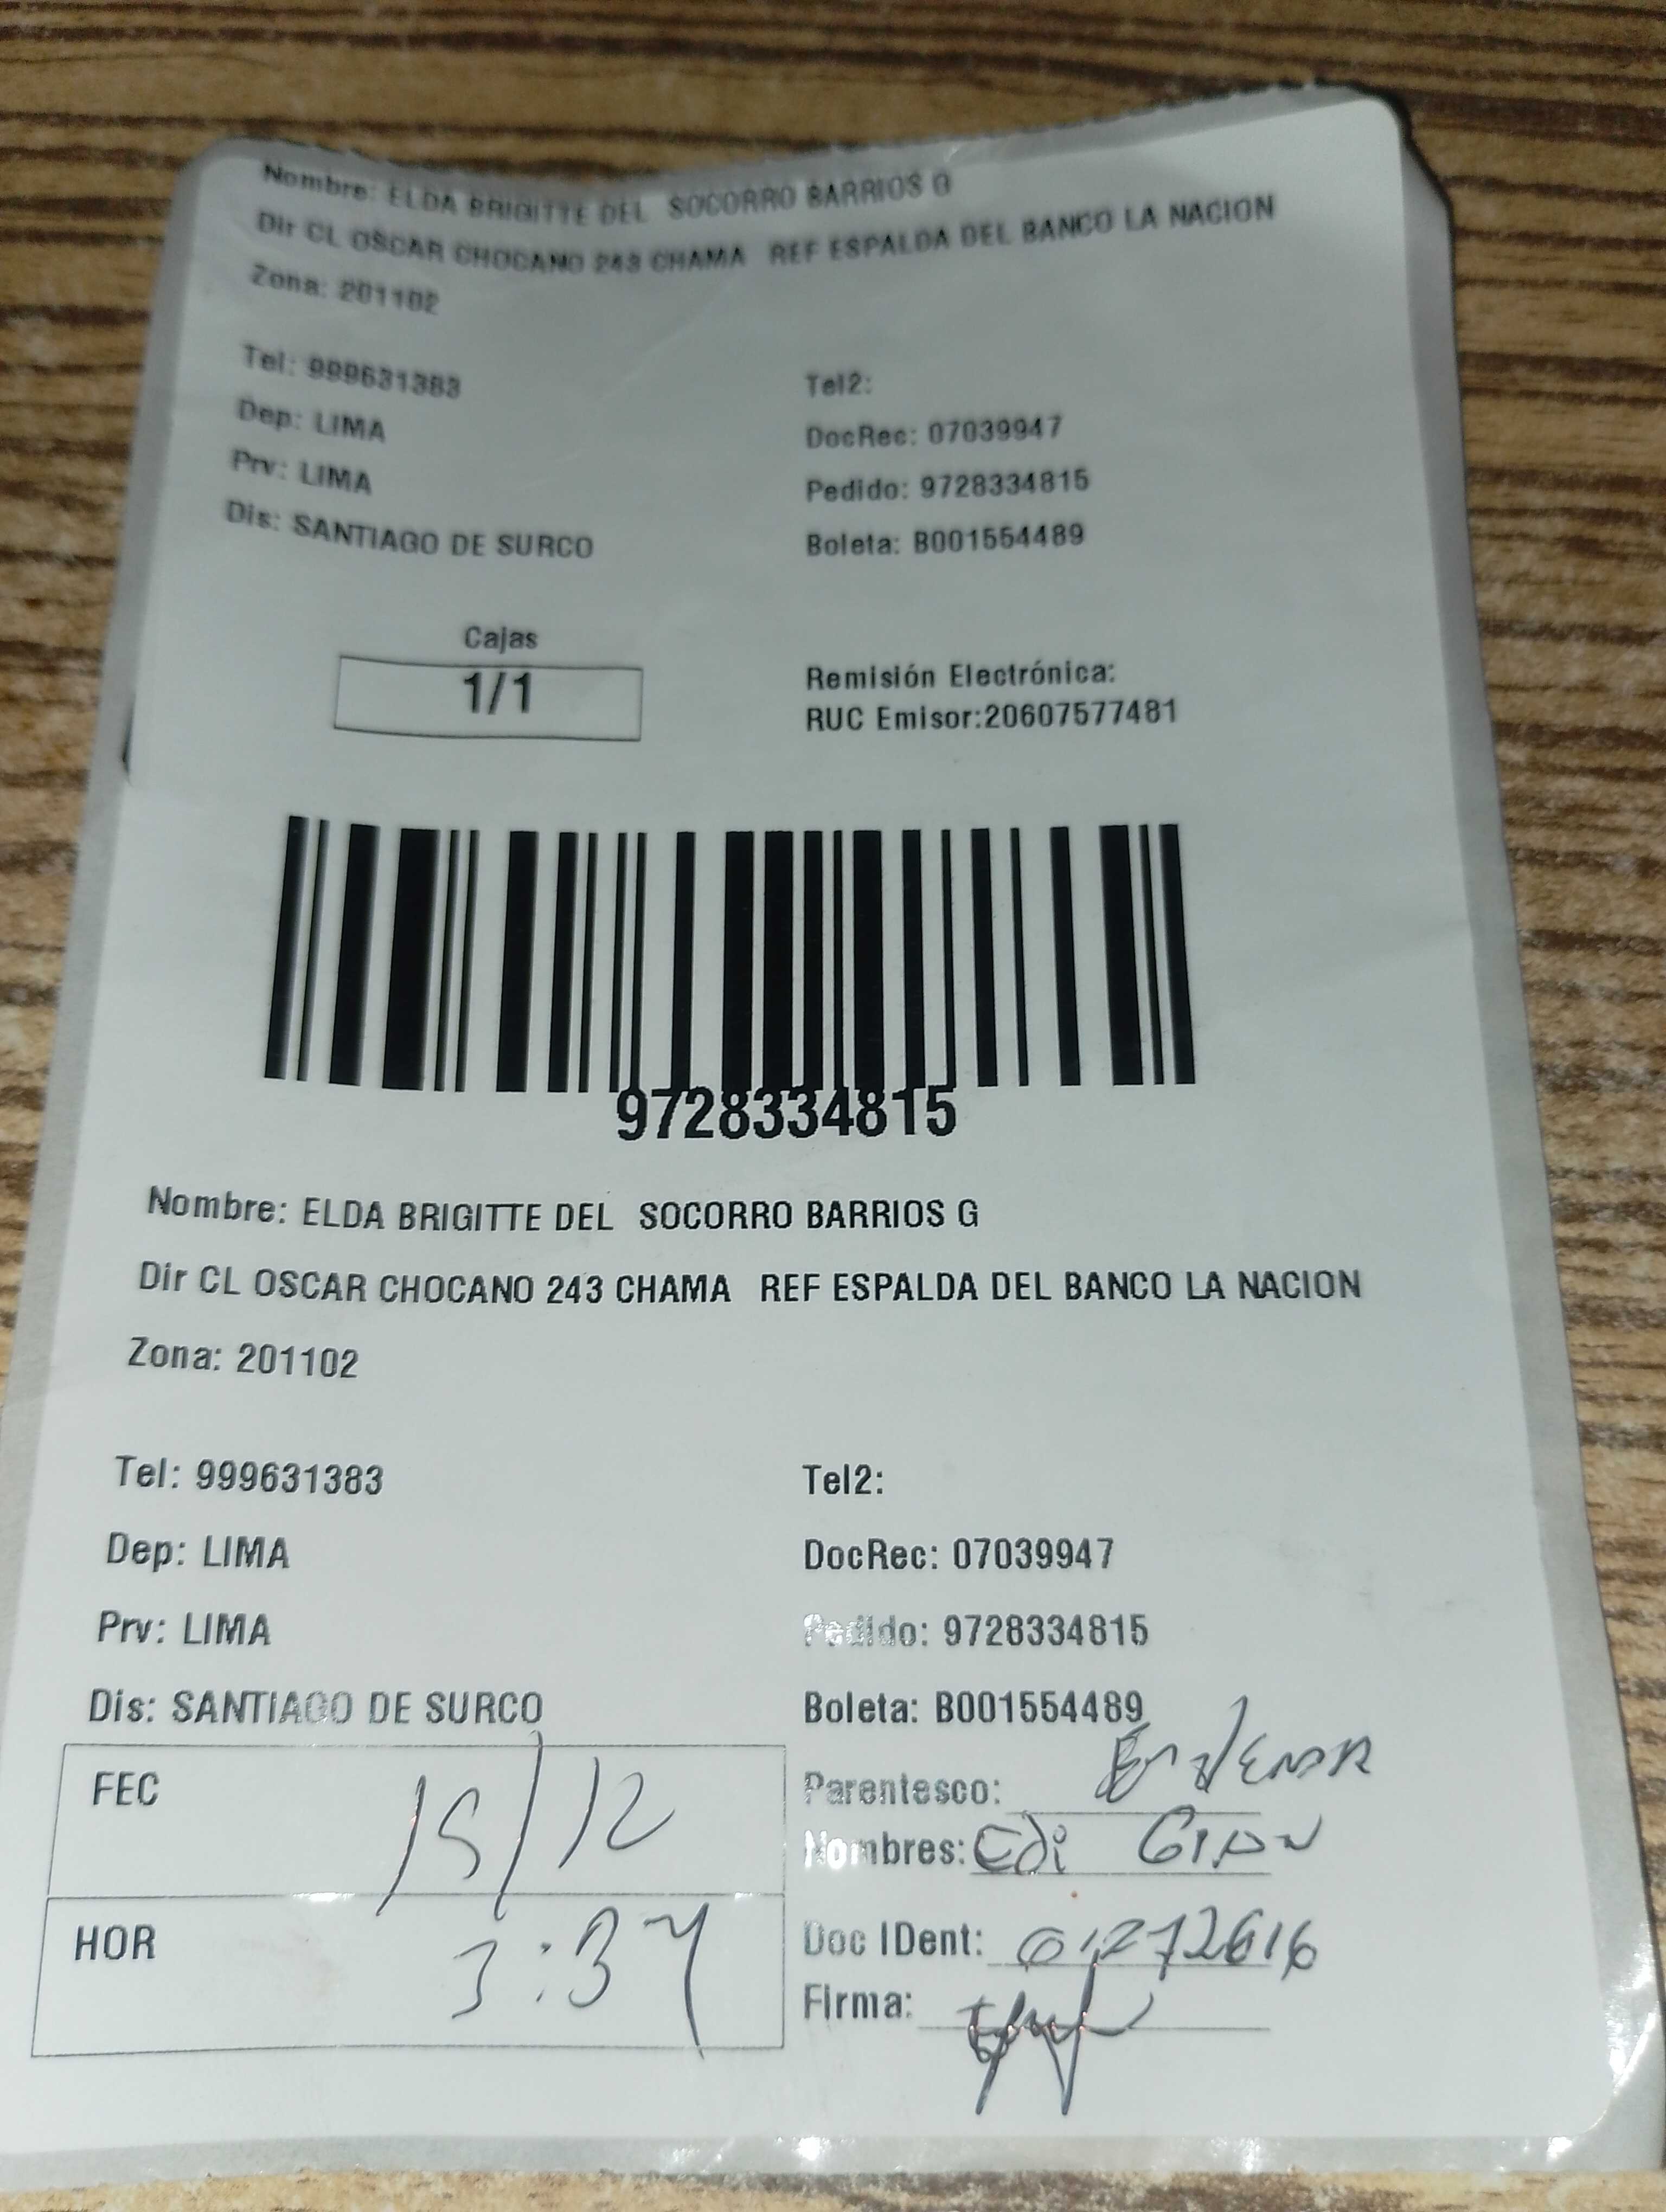 Nombre: ELDA BRIGITTE DEL SOCORRO BARRIOS G
Dir CL OSCAR CHOCANO 243 CHAMA REF ESPALDA DEL BANCO LA NACION
Zona: 201102
Tel: 999631383 Tel2:
Dep: LIMA DocRec: 07039947
Prv: LIMA Pedido: 9728334815
Dis: SANTIAGO DE SURCO Boleta: B001554489
Cajas
1/1
Remisión Electrónica:
RUC Emisor:20607577481
9728334815
Nombre: ELDA BRIGITTE DEL SOCORRO BARRIOS G
Dir CL OSCAR CHOCANO 243 CHAMA REF ESPALDA DEL BANCO LA NACION
Zona: 201102
Tel: 999631383 Tel2:
Dep: LIMA DocRec: 07039947
Prv: LIMA Pedido: 9728334815
Dis: SANTIAGO DE SURCO Boleta: B001554489
FEC 15/12
HOR 3:37
Parentesco:
Nombres: Edi GIAN
Doc IDent: 01272616
Firma: